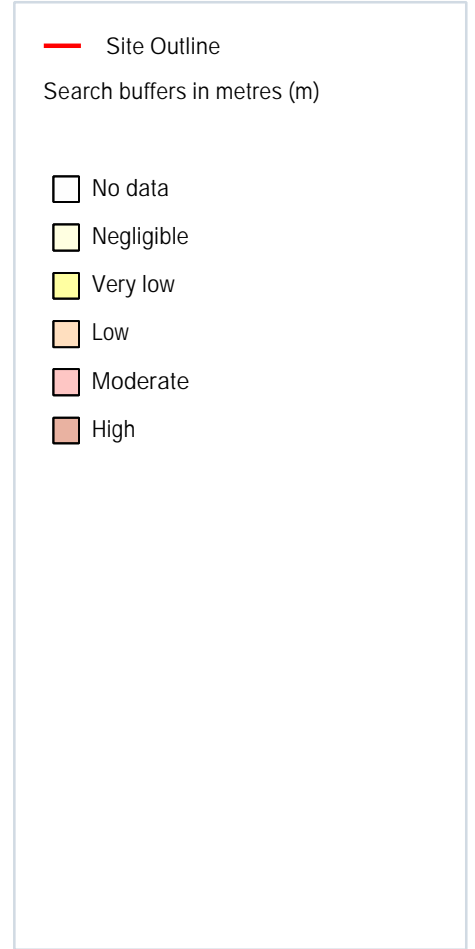 Site Outline
Search buffers in metres (m)
No data
Negligible
Very low
Low
Moderate
High